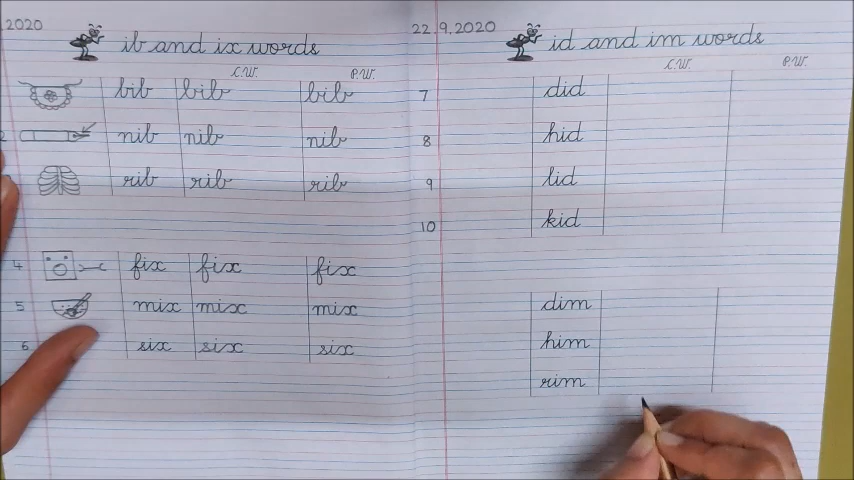 2020
ib and ix words
C.W. P.W.
bib bib bib
2 nib nib nib
rib rib rib
4 fix fix fix
5 mix mix mix
6 six six six
22.9.2020
id and im words
C.W. P.W.
7 did
8 hid
9 lid
10 kid
dim
him
rim